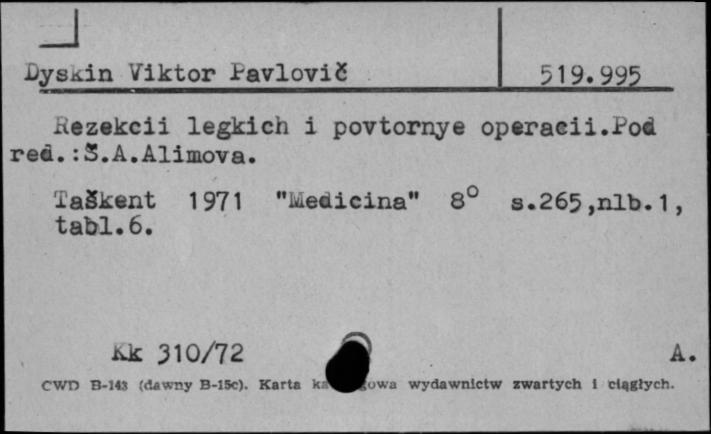 Dyskin Viktor Pavlovič 519.995
Rezekcii legkich i povtornye operacii.Pod
red.:Š.A.Alimova.
Taškent 1971 "Medicina" 8° s.265,nlb.1,
tabl.6.
Kk 310/72 A.
CWD B-143 (dawny B-15c). Karta wydawnictw zwartych i ciągłych.